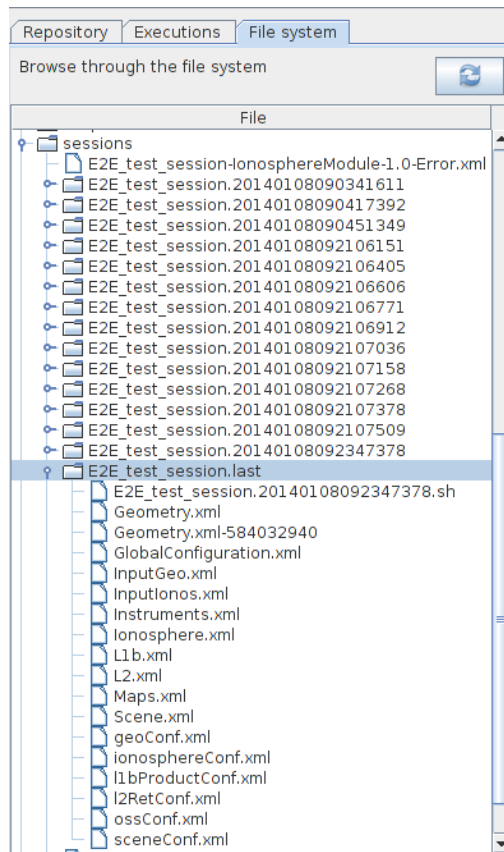 Repository Executions File system
Browse through the file system
File
sessions
E2E_test_session-IonosphereModule-1.0-Error.xml
E2E_test_session.20140108090341611
E2E_test_session.20140108090417392
E2E_test_session.20140108090451349
E2E_test_session.20140108092106151
E2E_test_session.20140108092106405
E2E_test_session.20140108092106606
E2E_test_session.20140108092106771
E2E_test_session.20140108092106912
E2E_test_session.20140108092107036
E2E_test_session.20140108092107158
E2E_test_session.20140108092107268
E2E_test_session.20140108092107378
E2E_test_session.20140108092107509
E2E_test_session.20140108092347378
E2E_test_session.last
E2E_test_session.20140108092347378.sh
Geometry.xml
Geometry.xml-584032940
GlobalConfiguration.xml
InputGeo.xml
InputIonos.xml
Instruments.xml
Ionosphere.xml
L1b.xml
L2.xml
Maps.xml
Scene.xml
geoConf.xml
ionosphereConf.xml
l1bProductConf.xml
l2RetConf.xml
ossConf.xml
sceneConf.xml